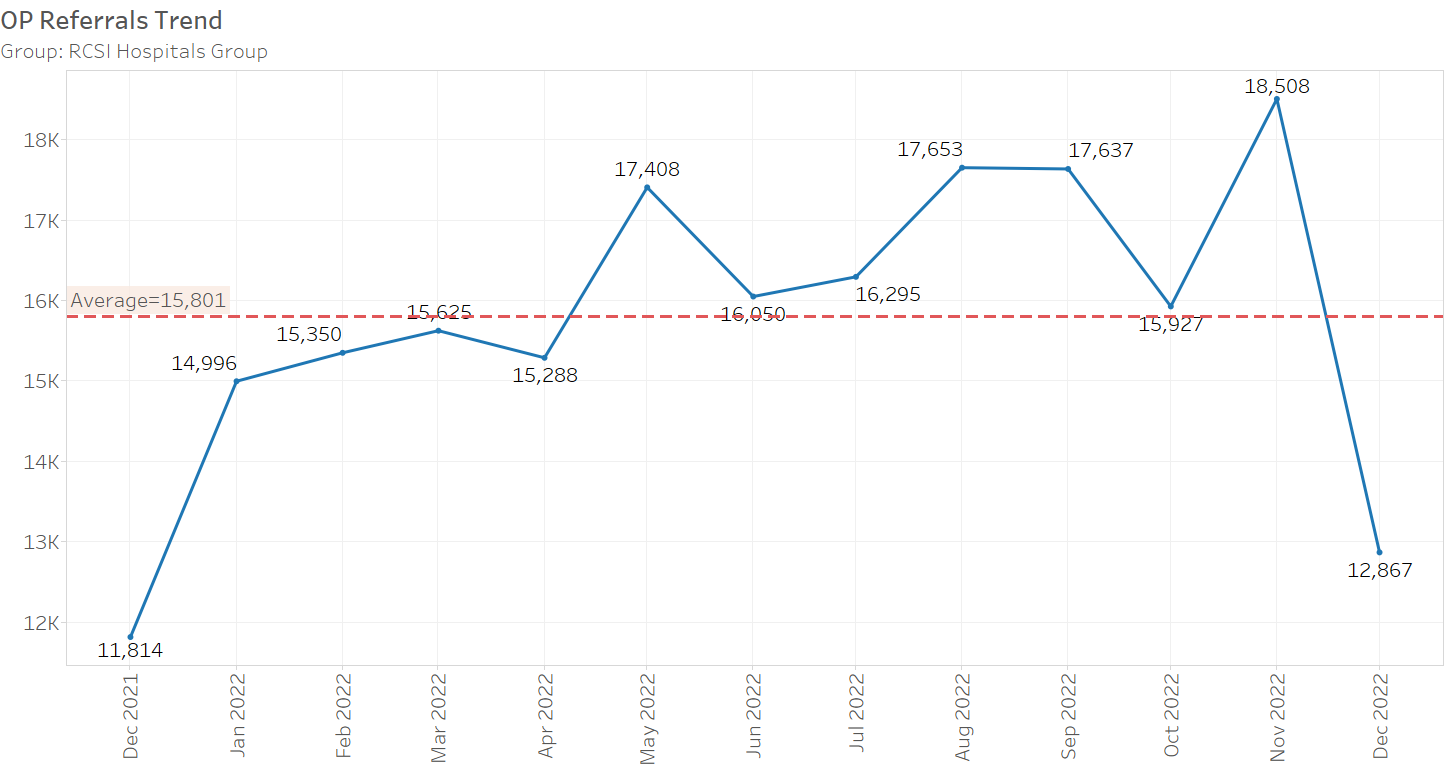 OP Referrals Trend
Group: RCSI Hospitals Group
18,508
18K
17,653
17,637
17,408
17K
16K
Average=15,801
15,625
16,050
16,295
15,927
15,350
14,996
15,288
15K
14K
13K
12,867
12K
11,814
Dec 2021
Jan 2022
Feb 2022
Mar 2022
Apr 2022
May 2022
Jun 2022
Jul 2022
Aug 2022
Sep 2022
Oct 2022
Nov 2022
Dec 2022